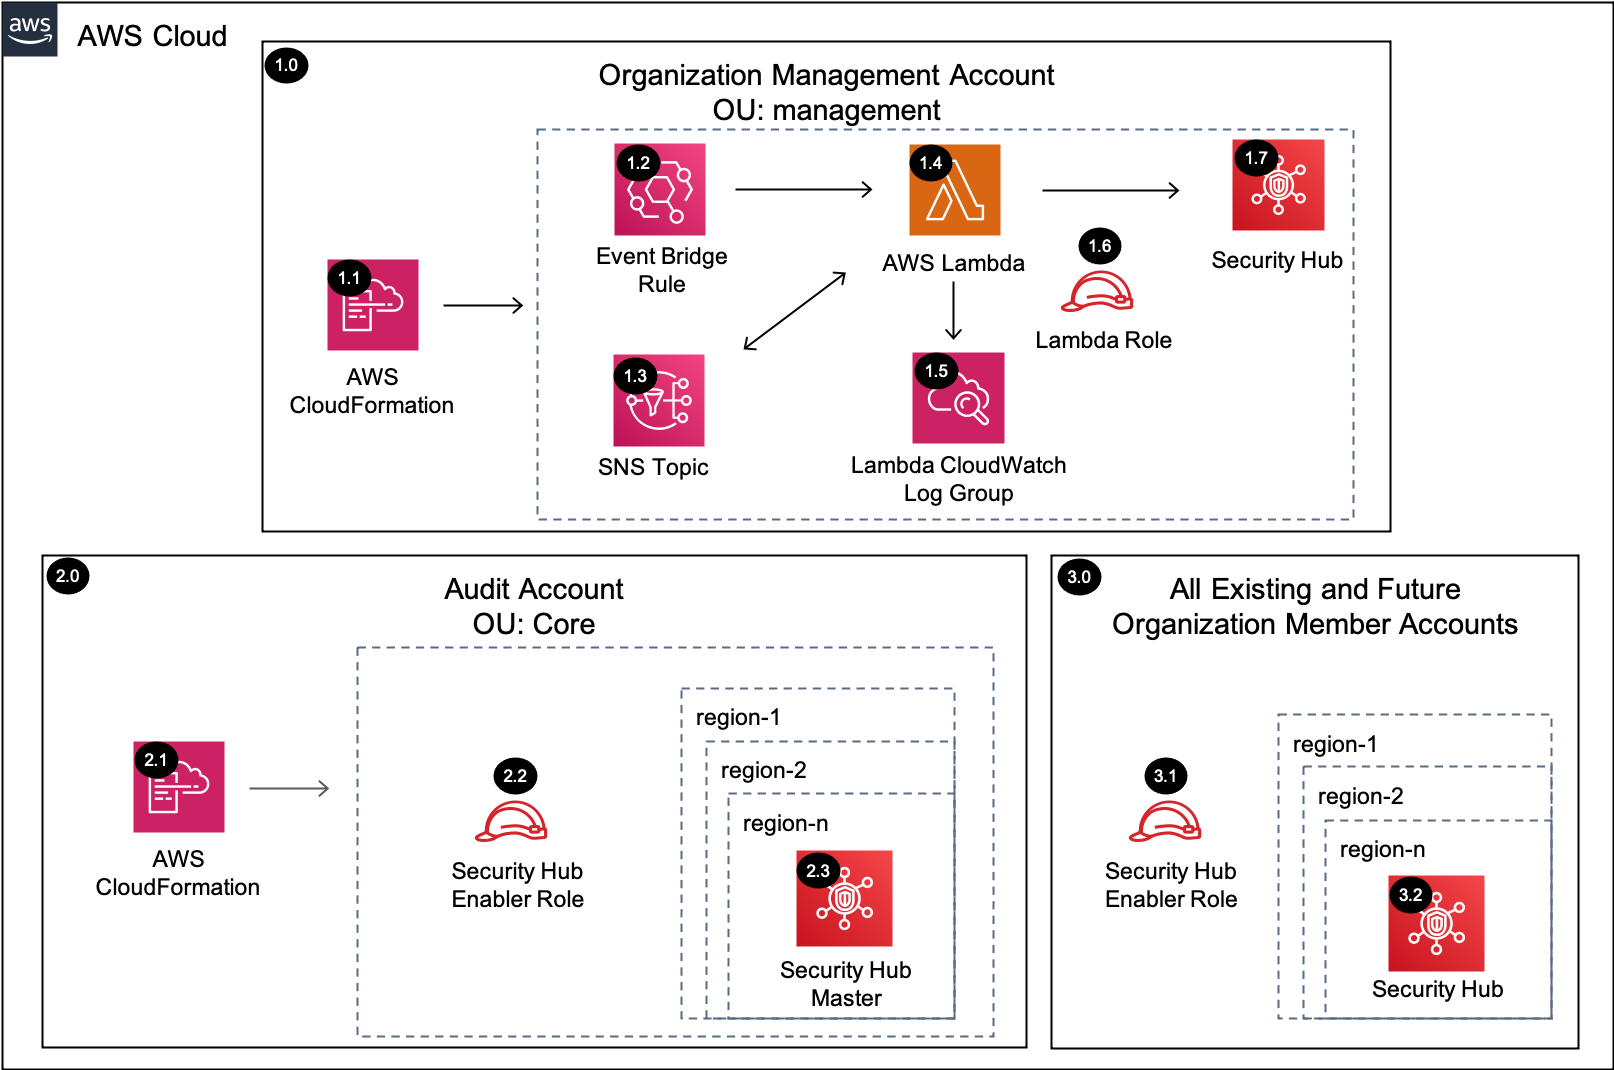 aws
AWS Cloud
1.0
Organization Management Account
OU: management
1.2
1.4
1.7
Event Bridge
Rule
AWS Lambda
1.6
Security Hub
1.1
Lambda Role
AWS
CloudFormation
1.3
1.5
SNS Topic
Lambda CloudWatch
Log Group
2.0
Audit Account
OU: Core
2.1
AWS
CloudFormation
2.2
Security Hub
Enabler Role
region-1
region-2
region-n
2.3
Security Hub
Master
3.0
All Existing and Future
Organization Member Accounts
3.1
Security Hub
Enabler Role
region-1
region-2
region-n
3.2
Security Hub